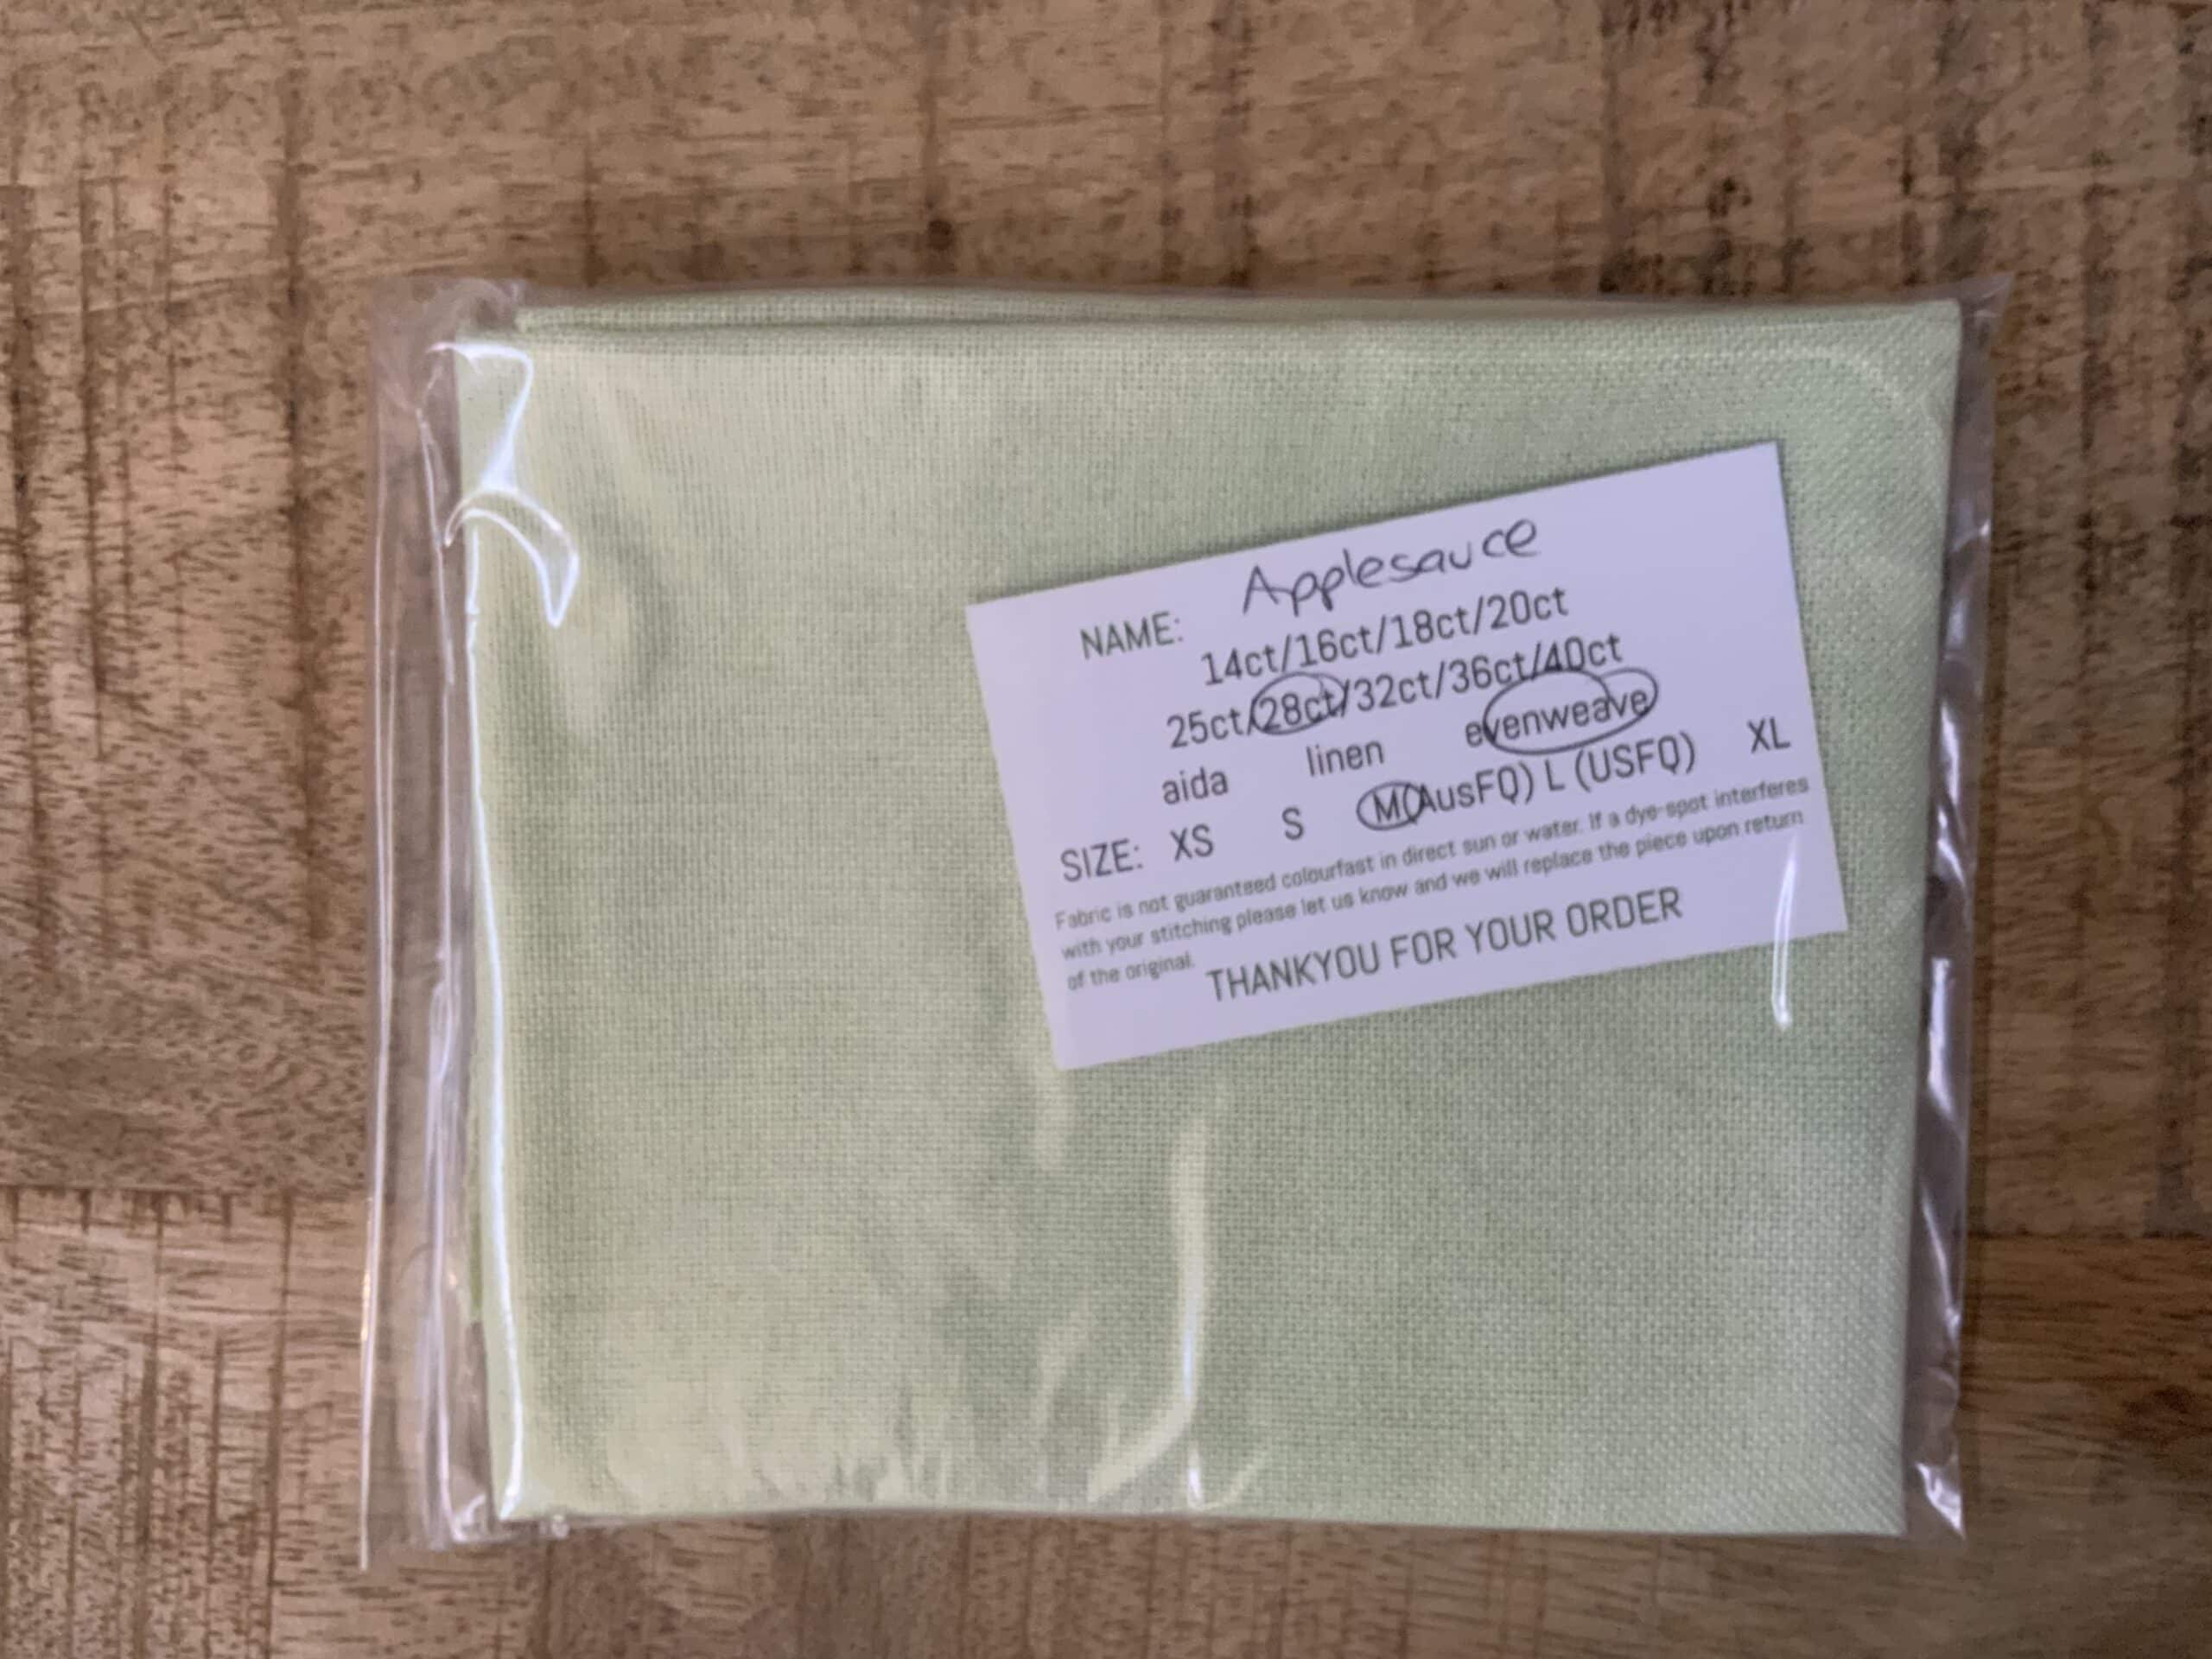 NAME: Applesauce
14ct/16ct/18ct/20ct
25ct/28ct/32ct/36ct/40ct
aida linen evenweave
SIZE: XS S M(AusFQ) L (USFQ) XL
Fabric is not guaranteed colourfast in direct sun or water. If a dye-spot interferes
with your stitching please let us know and we will replace the piece upon return
of the original.
THANKYOU FOR YOUR ORDER